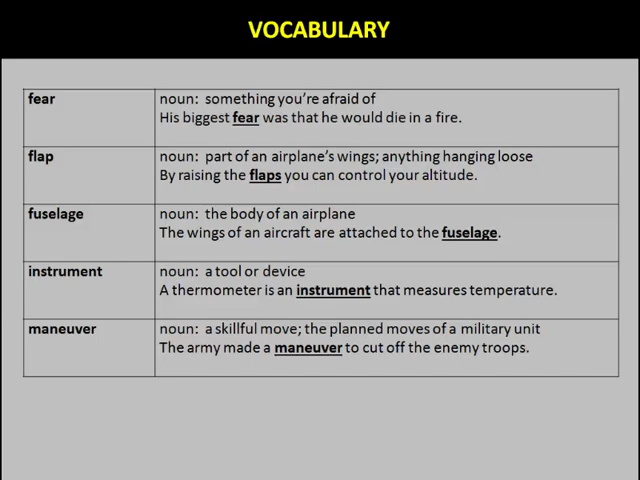 VOCABULARY
fear
noun:  something you’re afraid of
His biggest fear was that he would die in a fire.
flap
noun:  part of an airplane’s wings; anything hanging loose
By raising the flaps you can control your altitude.
fuselage
noun:  the body of an airplane
The wings of an aircraft are attached to the fuselage.
instrument
noun:  a tool or device
A thermometer is an instrument that measures temperature.
maneuver
noun:  a skillful move; the planned moves of a military unit
The army made a maneuver to cut off the enemy troops.